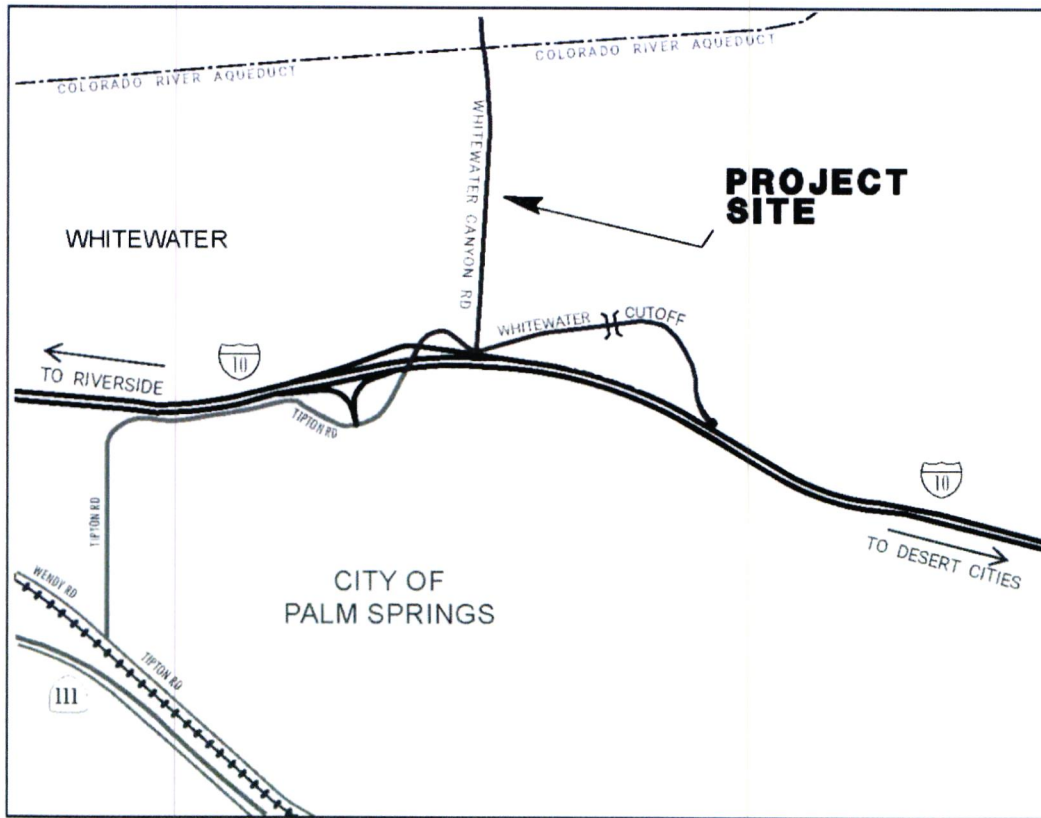 COLORADO RIVER AQUEDUCT
COLORADO RIVER AQUEDUCT
WHITEWATER CANYON RD
PROJECT
SITE
WHITEWATER
WHITEWATER CUTOFF
10
TO RIVERSIDE
TIPTON RD
TIPTON RD
10
TO DESERT CITIES
CITY OF
PALM SPRINGS
WENDY RD
TIPTON RD
111